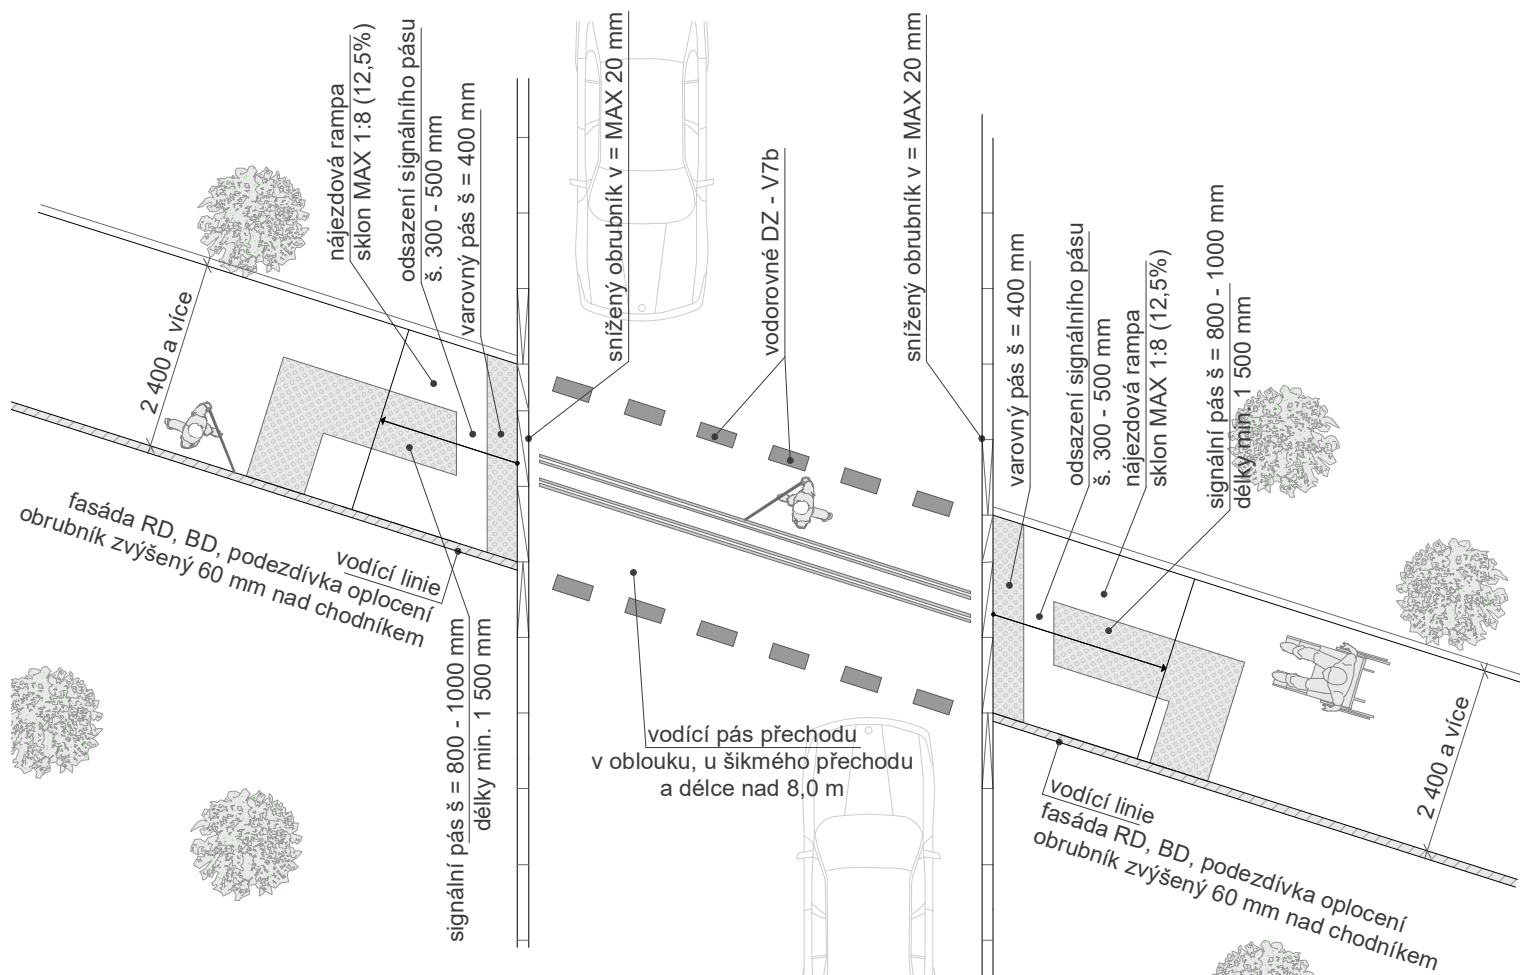 nájezdová rampa
sklon MAX 1:8 (12,5%)
odsazení signálního pásu
š. 300 - 500 mm
varovný pás š = 400 mm
snížený obrubník v = MAX 20 mm
vodorovné DZ - V7b
snížený obrubník v = MAX 20 mm
varovný pás š = 400 mm
odsazení signálního pásu
š. 300 - 500 mm
nájezdová rampa
sklon MAX 1:8 (12,5%)
signální pás š = 800 - 1000 mm
délky min. 1 500 mm
2 400 a více
vodící linie
fasáda RD, BD, podezdívka oplocení
obrubník zvýšený 60 mm nad chodníkem
signální pás š = 800 - 1000 mm
délky min. 1 500 mm
vodící pás přechodu
v oblouku, u šikmého přechodu
a délce nad 8,0 m
vodící linie
fasáda RD, BD, podezdívka oplocení
obrubník zvýšený 60 mm nad chodníkem
2 400 a více